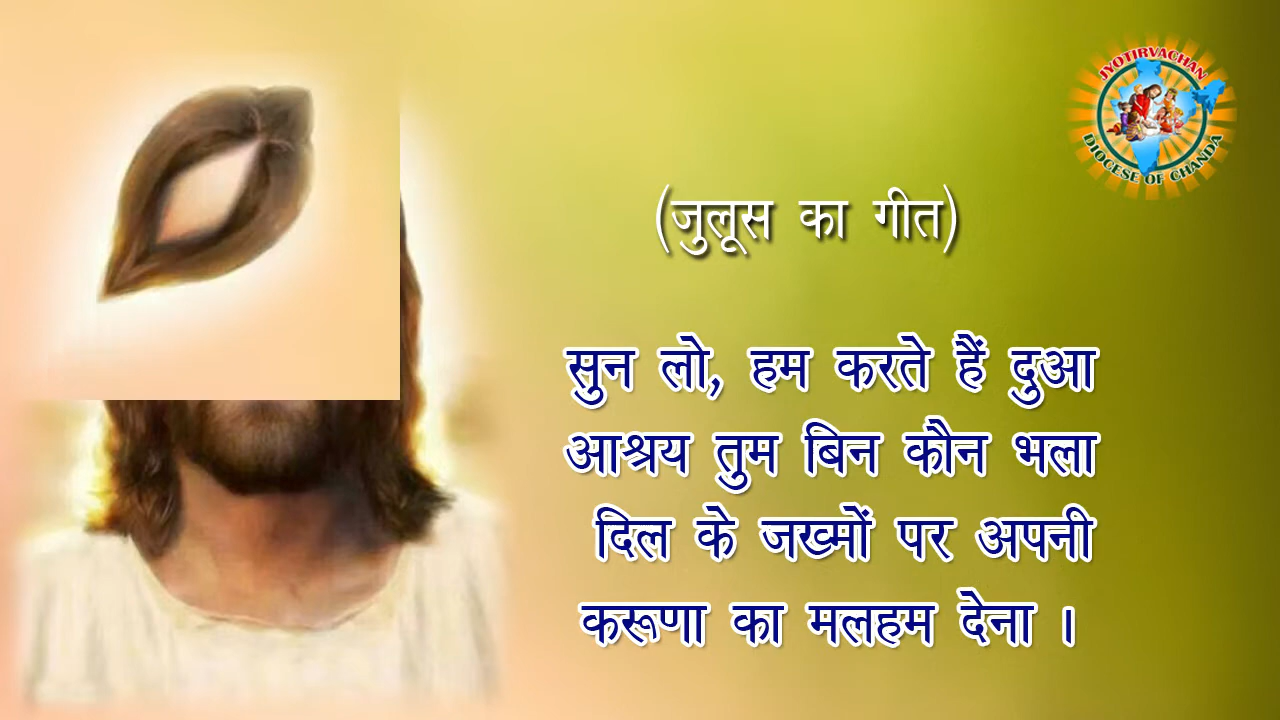 JYOTIRVACHAN
DIOCESE OF CHANDA
(जुलूस का गीत)
सुन लो, हम करते हैं दुआ
आश्रय तुम बिन कौन भला
दिल के जख्मों पर अपनी
करूणा का मलहम देना ।